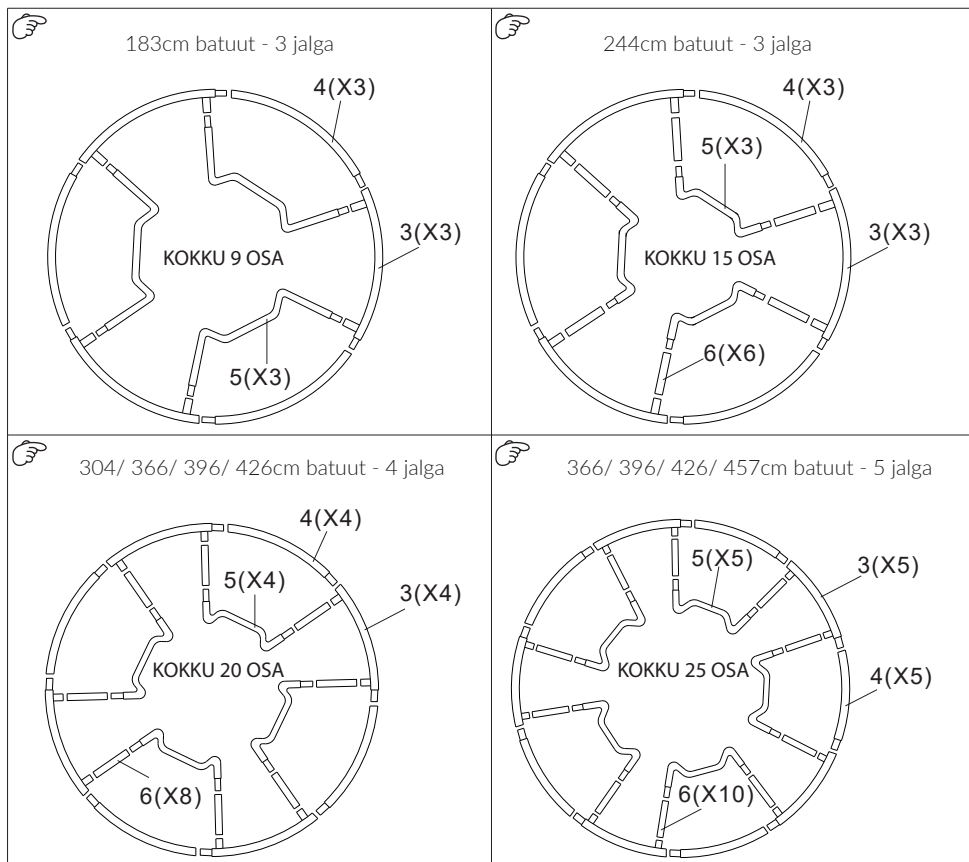 183cm batuut - 3 jalga
4(X3)
3(X3)
KOKKU 9 OSA
5(X3)
244cm batuut - 3 jalga
4(X3)
5(X3)
3(X3)
KOKKU 15 OSA
6(X6)
304/ 366/ 396/ 426cm batuut - 4 jalga
4(X4)
5(X4)
3(X4)
KOKKU 20 OSA
6(X8)
366/ 396/ 426/ 457cm batuut - 5 jalga
5(X5)
3(X5)
KOKKU 25 OSA
4(X5)
6(X10)